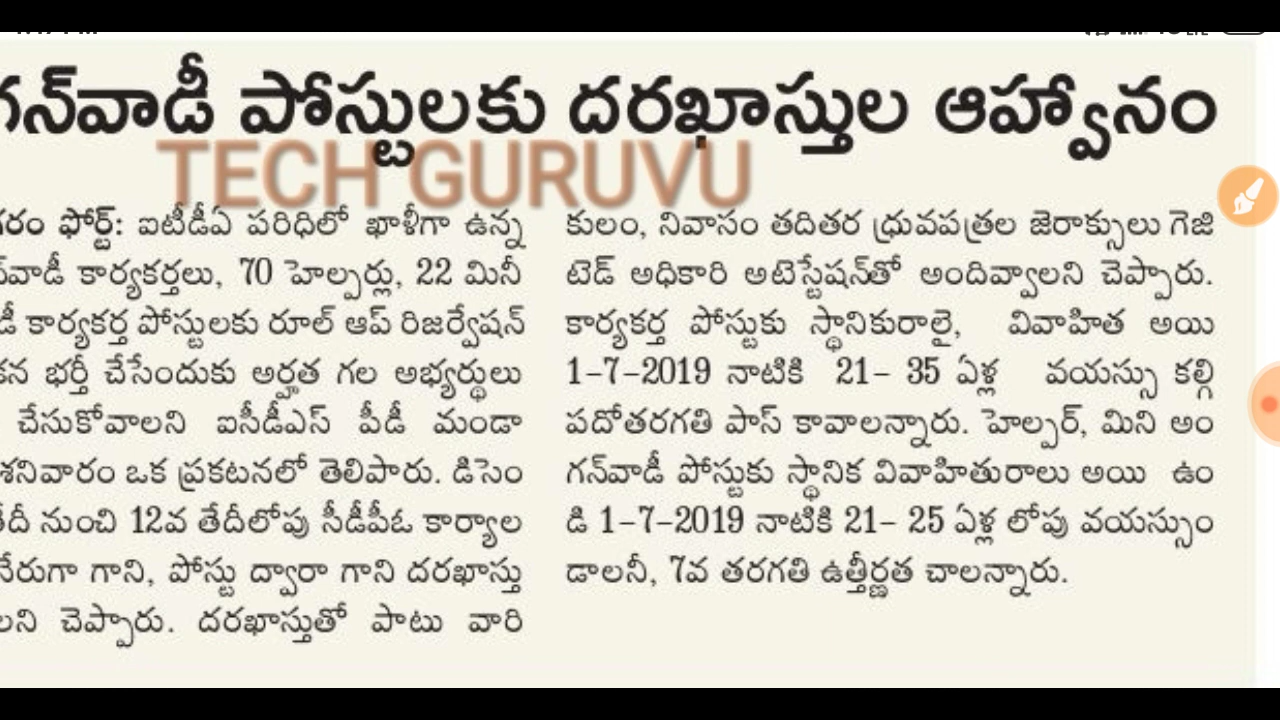 గన్‌వాడీ పోస్టులకు దరఖాస్తుల ఆహ్వానం
TECH GURUVU
గరం ఫోర్ట్: ఐటీడీఏ పరిధిలో ఖాళీగా ఉన్న
న్‌వాడీ కార్యకర్తలు, 70 హెల్పర్లు, 22 మినీ
డీ కార్యకర్త పోస్టులకు రూల్ ఆప్ రిజర్వేషన్
కన భర్తీ చేసేందుకు అర్హత గల అభ్యర్థులు
చేసుకోవాలని ఐసీడీఎస్ పీడీ మండా
శనివారం ఒక ప్రకటనలో తెలిపారు. డిసెం
తేదీ నుంచి 12వ తేదీలోపు సీడీపీఓ కార్యాల
నేరుగా గాని, పోస్టు ద్వారా గాని దరఖాస్తు
లని చెప్పారు. దరఖాస్తుతో పాటు వారి
కులం, నివాసం తదితర ధ్రువపత్రల జెరాక్సులు గెజి
టెడ్ అధికారి అటెస్టేషన్‌తో అందివ్వాలని చెప్పారు.
కార్యకర్త పోస్టుకు స్థానికురాలై, వివాహిత అయి
1-7-2019 నాటికి 21- 35 ఏళ్ల వయస్సు కల్గి
పదోతరగతి పాస్ కావాలన్నారు. హెల్పర్, మిని అం
గన్‌వాడీ పోస్టుకు స్థానిక వివాహితురాలు అయి ఉం
డి 1-7-2019 నాటికి 21- 25 ఏళ్ల లోపు వయస్సుం
డాలనీ, 7వ తరగతి ఉత్తీర్ణత చాలన్నారు.